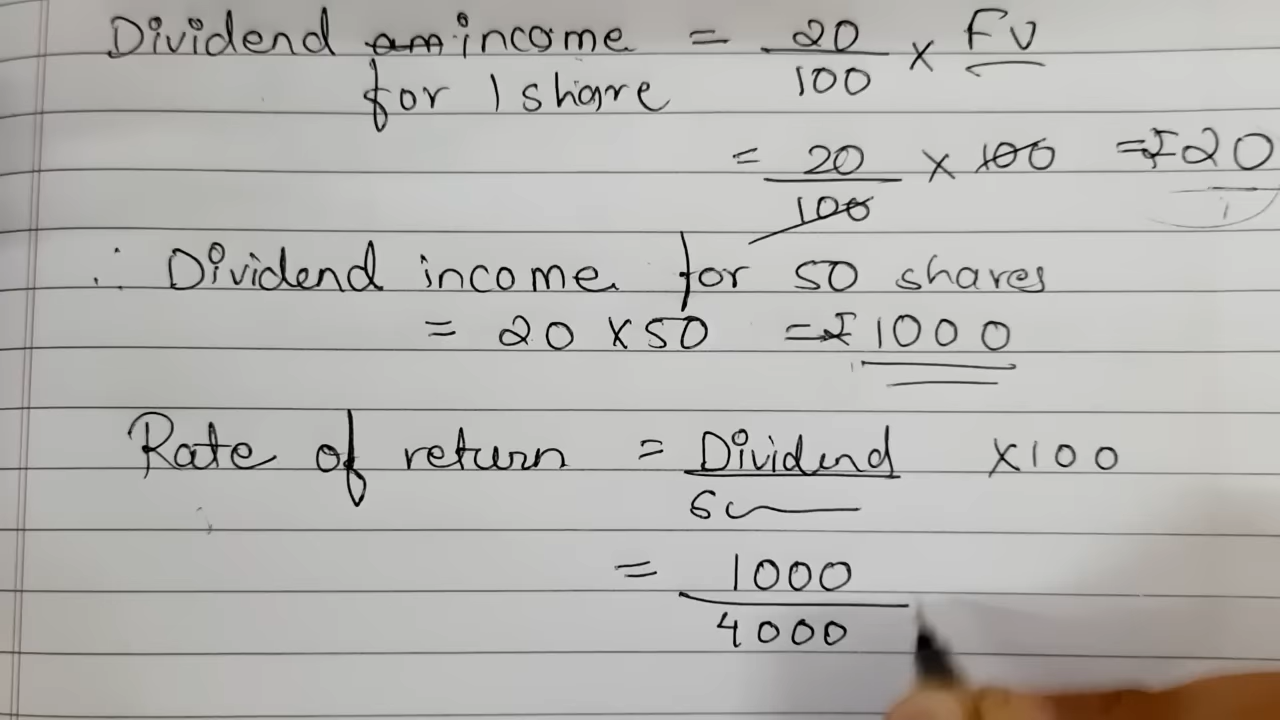 Dividend income = 20/100 × FV
for 1 share
= 20/100 × 100 = ₹20
∴ Dividend income for 50 shares
= 20 × 50 = ₹1000
Rate of return = Dividend/ × 100
= 1000/4000